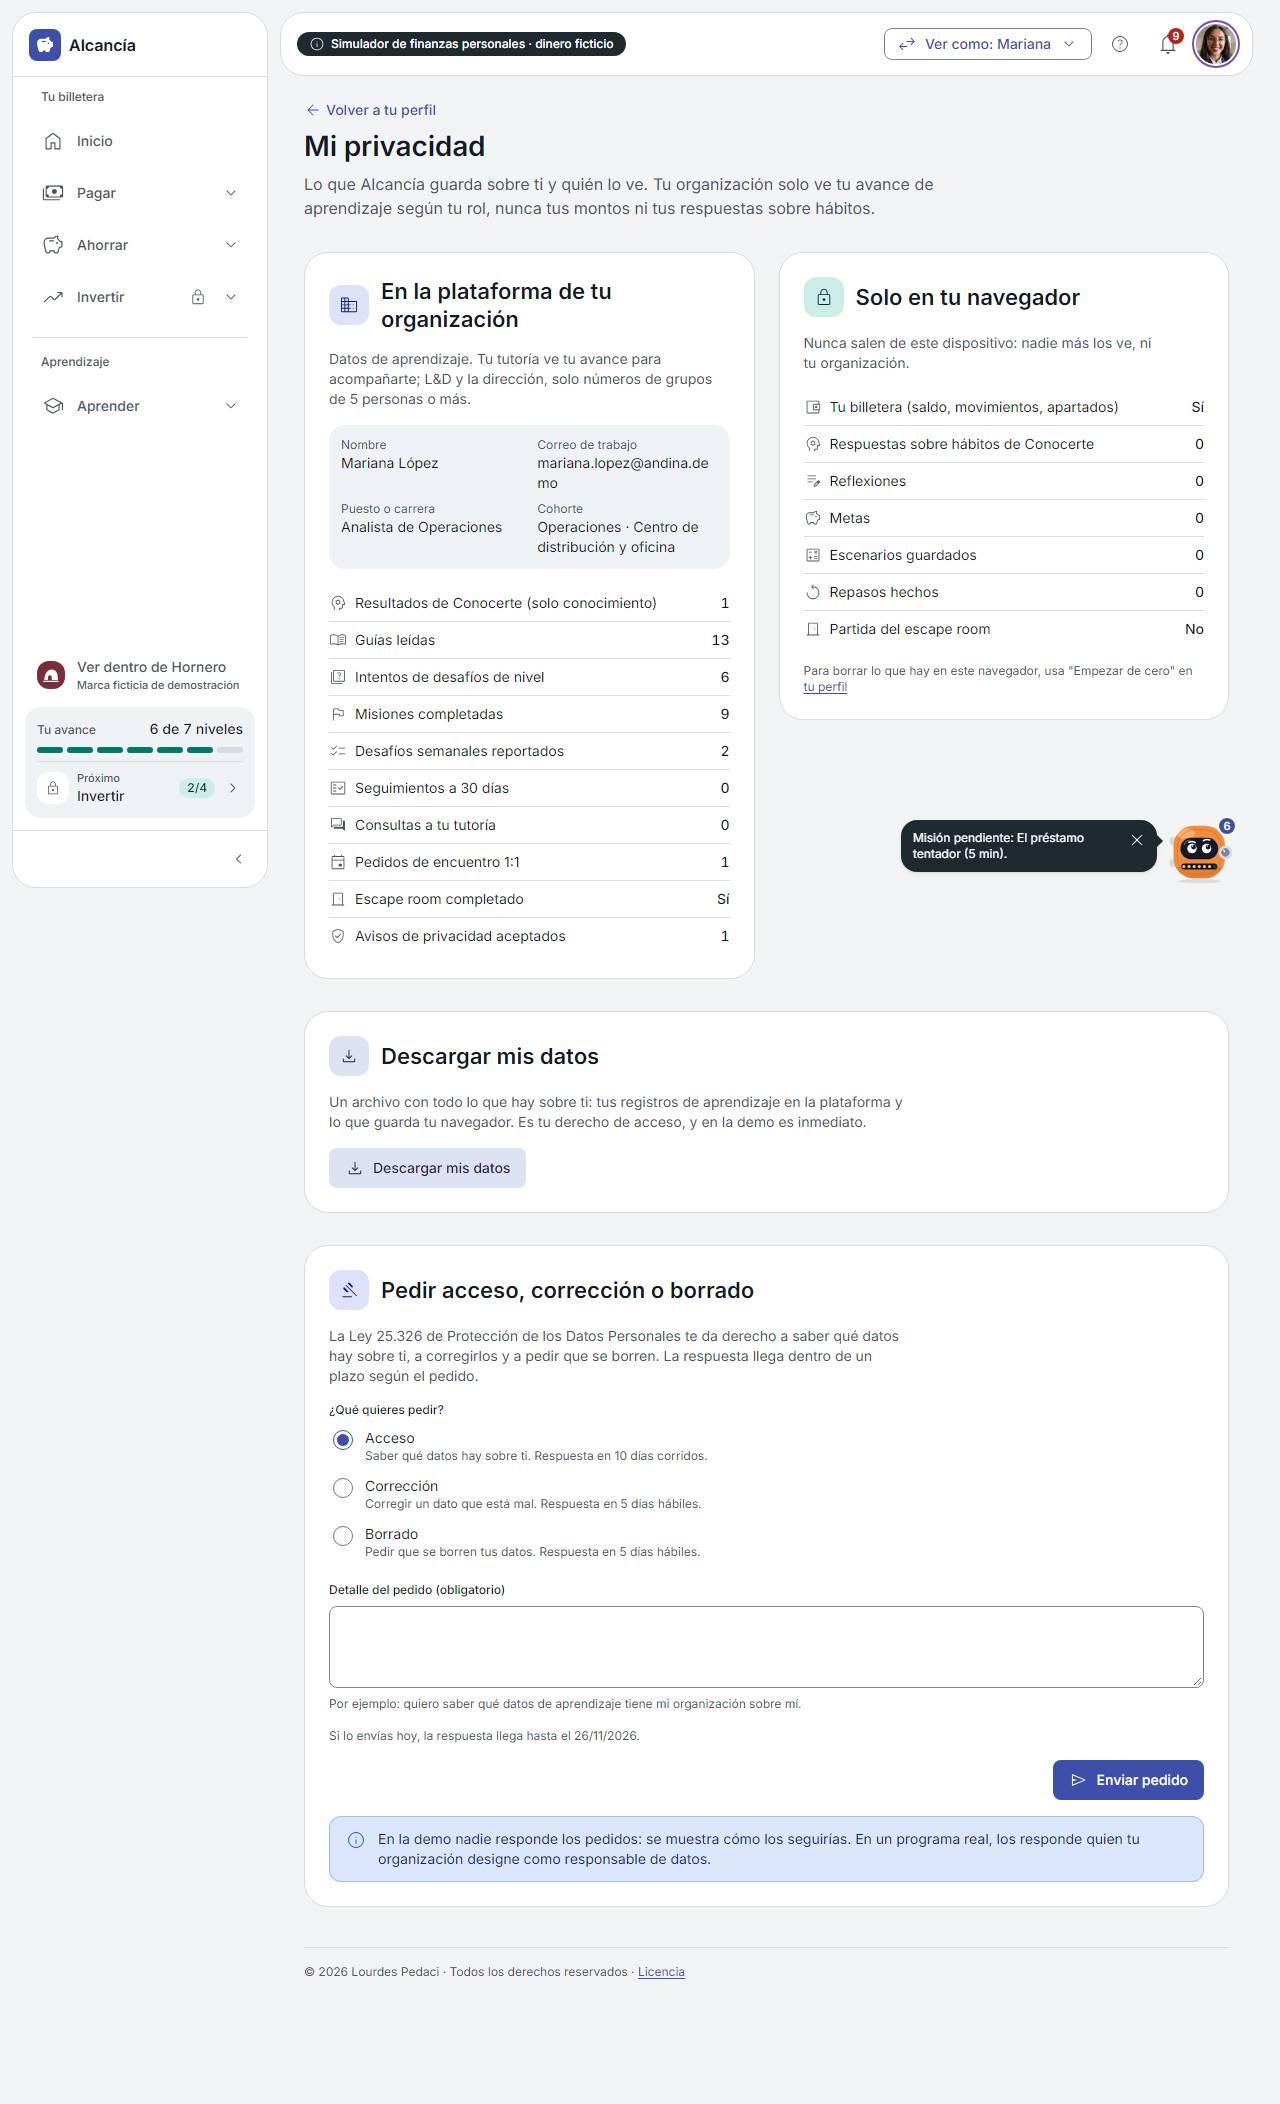 Alcancía
Tu billetera
Inicio
Pagar
Ahorrar
Invertir
Aprendizaje
Aprender
Ver dentro de Hornero
Marca ficticia de demostración
Tu avance
6 de 7 niveles
Próximo
Invertir
2/4
Simulador de finanzas personales · dinero ficticio
Ver como: Mariana
9
Volver a tu perfil
Mi privacidad
Lo que Alcancía guarda sobre ti y quién lo ve. Tu organización solo ve tu avance de
aprendizaje según tu rol, nunca tus montos ni tus respuestas sobre hábitos.
En la plataforma de tu
organización
Datos de aprendizaje. Tu tutoría ve tu avance para
acompañarte; L&D y la dirección, solo números de grupos
de 5 personas o más.
Nombre
Mariana López
Correo de trabajo
mariana.lopez@andina.de
mo
Puesto o carrera
Analista de Operaciones
Cohorte
Operaciones · Centro de
distribución y oficina
Resultados de Conocerte (solo conocimiento) 1
Guías leídas 13
Intentos de desafíos de nivel 6
Misiones completadas 9
Desafíos semanales reportados 2
Seguimientos a 30 días 0
Consultas a tu tutoría 0
Pedidos de encuentro 1:1 1
Escape room completado Sí
Avisos de privacidad aceptados 1
Solo en tu navegador
Nunca salen de este dispositivo: nadie más los ve, ni
tu organización.
Tu billetera (saldo, movimientos, apartados) Sí
Respuestas sobre hábitos de Conocerte 0
Reflexiones 0
Metas 0
Escenarios guardados 0
Repasos hechos 0
Partida del escape room No
Para borrar lo que hay en este navegador, usa "Empezar de cero" en
tu perfil
Misión pendiente: El préstamo
tentador (5 min).
6
Descargar mis datos
Un archivo con todo lo que hay sobre ti: tus registros de aprendizaje en la plataforma y
lo que guarda tu navegador. Es tu derecho de acceso, y en la demo es inmediato.
Descargar mis datos
Pedir acceso, corrección o borrado
La Ley 25.326 de Protección de los Datos Personales te da derecho a saber qué datos
hay sobre ti, a corregirlos y a pedir que se borren. La respuesta llega dentro de un
plazo según el pedido.
¿Qué quieres pedir?
Acceso
Saber qué datos hay sobre ti. Respuesta en 10 días corridos.
Corrección
Corregir un dato que está mal. Respuesta en 5 días hábiles.
Borrado
Pedir que se borren tus datos. Respuesta en 5 días hábiles.
Detalle del pedido (obligatorio)
Por ejemplo: quiero saber qué datos de aprendizaje tiene mi organización sobre mí.
Si lo envías hoy, la respuesta llega hasta el 26/11/2026.
Enviar pedido
En la demo nadie responde los pedidos: se muestra cómo los seguirías. En un programa real, los responde quien tu
organización designe como responsable de datos.
© 2026 Lourdes Pedaci · Todos los derechos reservados · Licencia